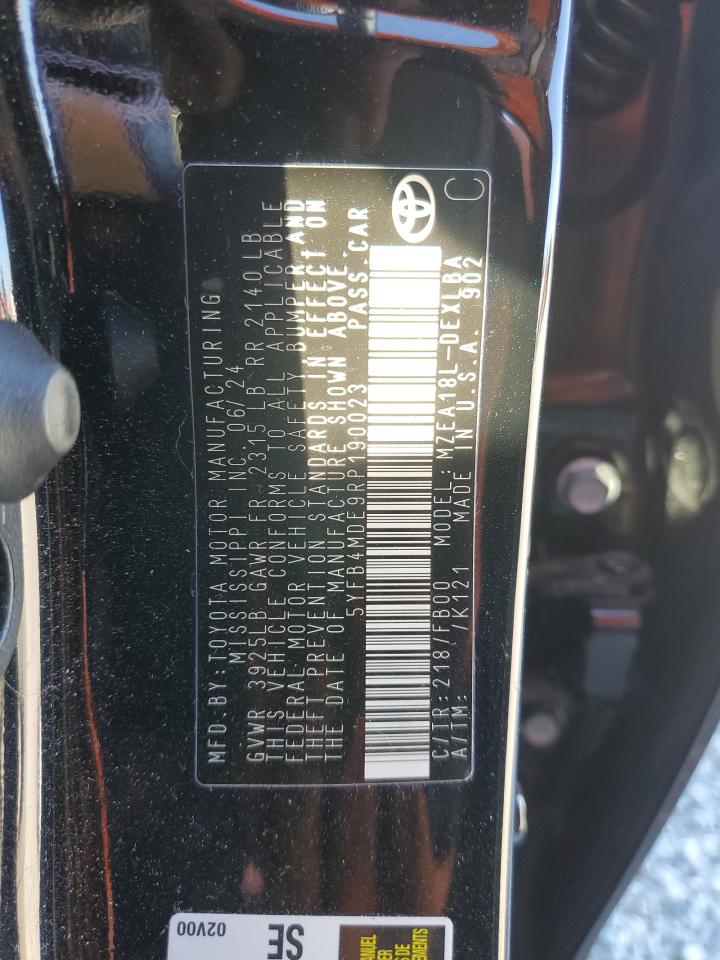 MFD.BY:TOYOTA MOTOR MANUFACTURING
MISSISSIPPI INC. 06/24
GVWR 3925LB GAWR FR 2315 LB RR 2140 LB
THIS VEHICLE CONFORMS TO ALL APPLICABLE
FEDERAL MOTOR VEHICLE SAFETY, BUMPER AND
THEFT PREVENTION STANDARDS IN EFFECT ON
THE DATE OF MANUFACTURE SHOWN ABOVE.
5YFB4MDE9RP190023 PASS.CAR
C/TR:218/FB00 MODEL:MZEA18L-DEXLBA
A/TM: /K121 MADE IN U.S.A. 902
C
02V00
SE